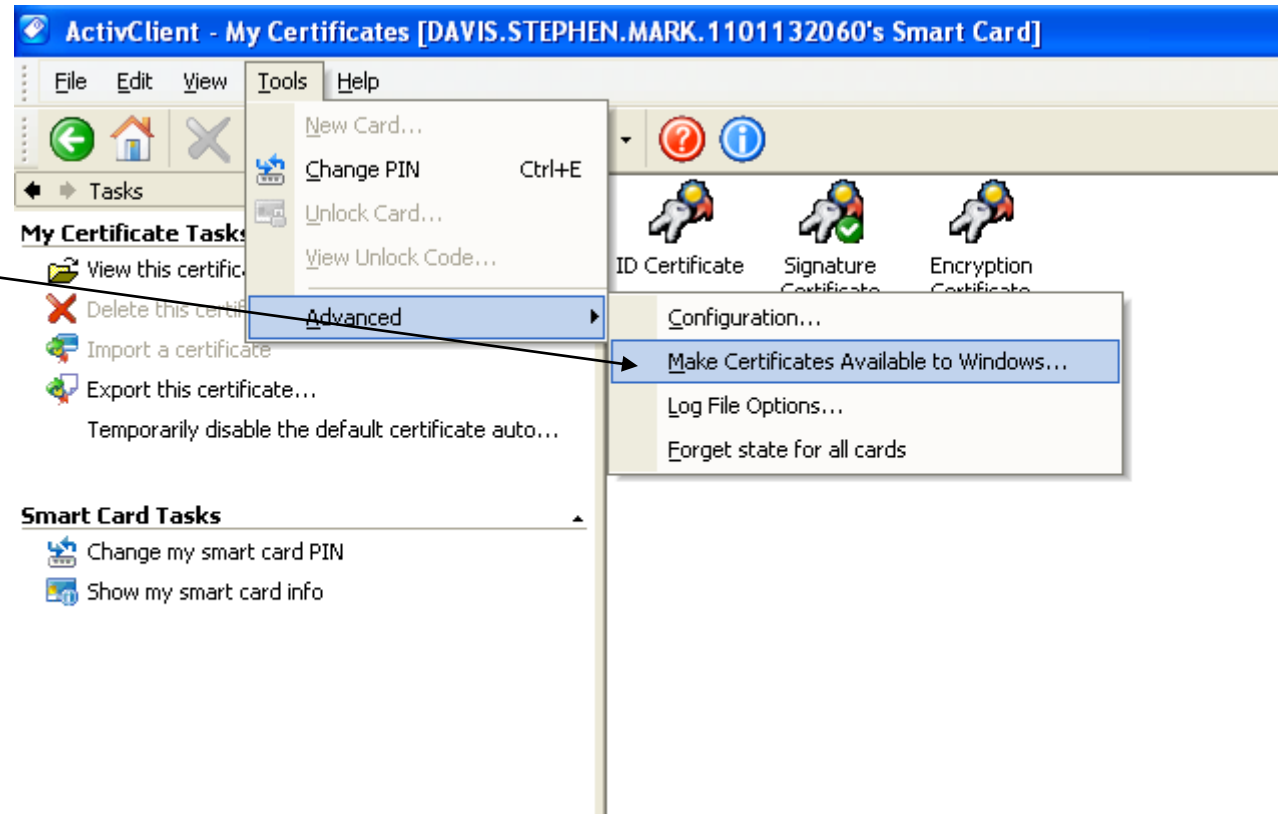 ActivClient - My Certificates [DAVIS.STEPHEN.MARK.1101132060's Smart Card]
File Edit View Tools Help
New Card...
Change PIN Ctrl+E
Unlock Card...
View Unlock Code...
Advanced
Configuration...
Make Certificates Available to Windows...
Log File Options...
Forget state for all cards
Tasks
My Certificate Tasks
View this certific
Delete this certif
Import a certificate
Export this certificate...
Temporarily disable the default certificate auto...
Smart Card Tasks
Change my smart card PIN
Show my smart card info
ID Certificate
Signature
Certificate
Encryption
Certificate